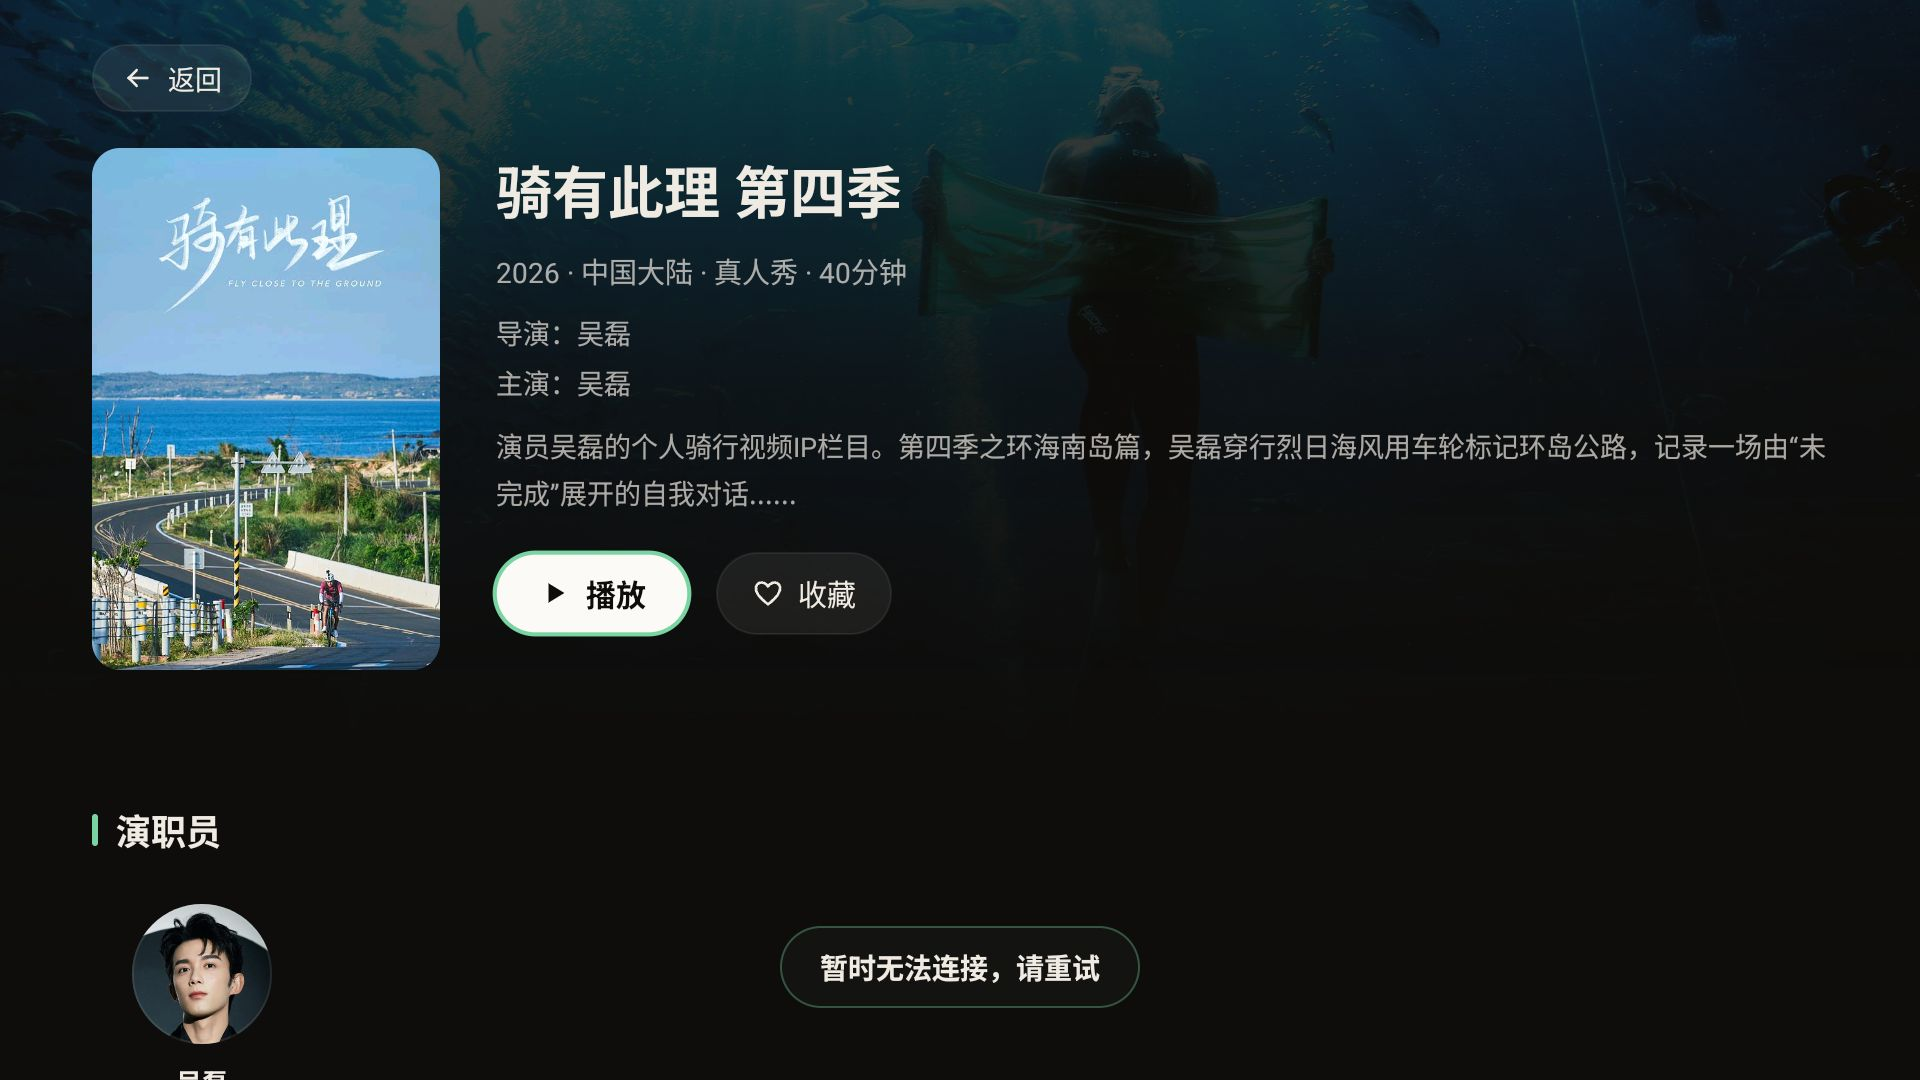 返回
骑有此理
FLY CLOSE TO THE GROUND
骑有此理 第四季
2026 · 中国大陆 · 真人秀 · 40分钟
导演：吴磊
主演：吴磊
演员吴磊的个人骑行视频IP栏目。第四季之环海南岛篇，吴磊穿行烈日海风用车轮标记环岛公路，记录一场由“未
完成”展开的自我对话......
播放
收藏
演职员
暂时无法连接，请重试
吴磊